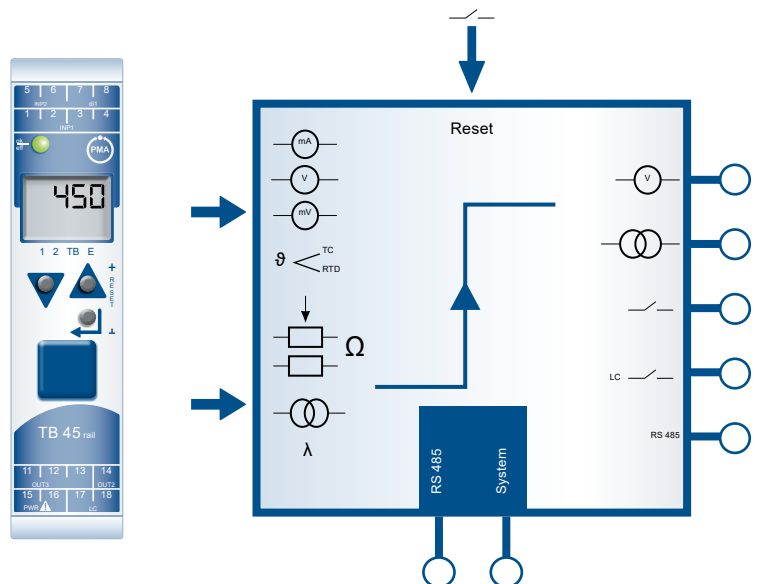 5 6 7 8
INP2 di1
1 2 3 4
INP1
ok
err
PMA
450
1 2 TB E
+
RESET
⊥
TB 45 rail
11 12 13 14
OUT3 OUT2
15 16 17 18
PWR LC
Reset
mA
V
mV
ϑ
TC
RTD
Ω
λ
V
LC
RS 485
RS 485
System